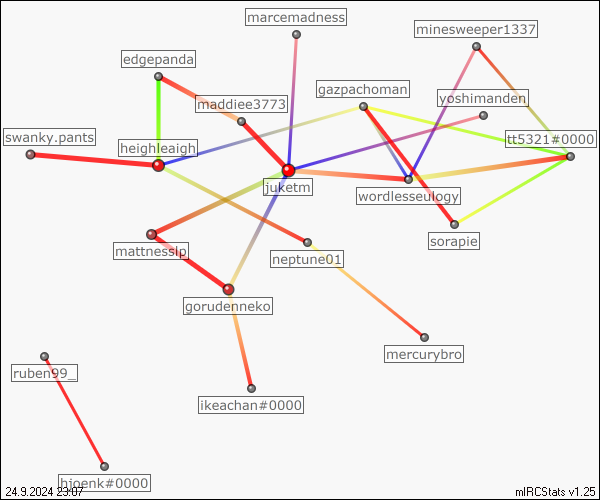 marcemadness
minesweeper1337
edgepanda
gazpachoman
yoshimanden
maddiee3773
swanky.pants
heighleaigh
tt5321#0000
juketm
wordlesseulogy
mattnesslp
neptune01
sorapie
gorudenneko
mercurybro
ruben99_
ikeachan#0000
hjoenk#0000
24.9.2024 23:07
mIRCStats v1.25